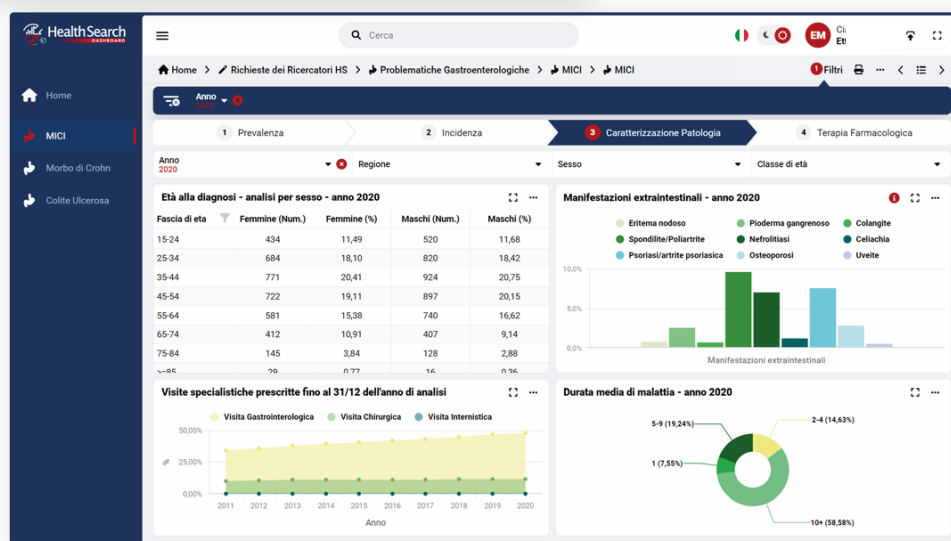 HealthSearch
DASHBOARD
Cerca
EM
Home > Richieste dei Ricercatori HS > Problematiche Gastroenterologiche > MICI > MICI
1 Filtri
Home
MICI
Morbo di Crohn
Colite Ulcerosa
Anno
1 Prevalenza
2 Incidenza
3 Caratterizzazione Patologia
4 Terapia Farmacologica
Anno
2020
Regione
Sesso
Classe di età
Età alla diagnosi - analisi per sesso - anno 2020
Fascia di eta Femmine (Num.) Femmine (%) Maschi (Num.) Maschi (%)
15-24 434 11,49 520 11,68
25-34 684 18,10 820 18,42
35-44 771 20,41 924 20,75
45-54 722 19,11 897 20,15
55-64 581 15,38 740 16,62
65-74 412 10,91 407 9,14
75-84 145 3,84 128 2,88
>=85 29 0,77 16 0,36
Manifestazioni extraintestinali - anno 2020
Eritema nodoso Pioderma gangrenoso Colangite
Spondilite/Poliartrite Nefrolitiasi Celiachia
Psoriasi/artrite psoriasica Osteoporosi Uveite
10,0%
5,0%
0,0%
Manifestazioni extraintestinali
Visite specialistiche prescritte fino al 31/12 dell'anno di analisi
Visita Gastrointerologica Visita Chirurgica Visita Internistica
50,00%
25,00%
0,00%
%
2011 2012 2013 2014 2015 2016 2017 2018 2019 2020
Anno
Durata media di malattia - anno 2020
5-9 (19,24%)
2-4 (14,63%)
1 (7,55%)
10+ (58,58%)